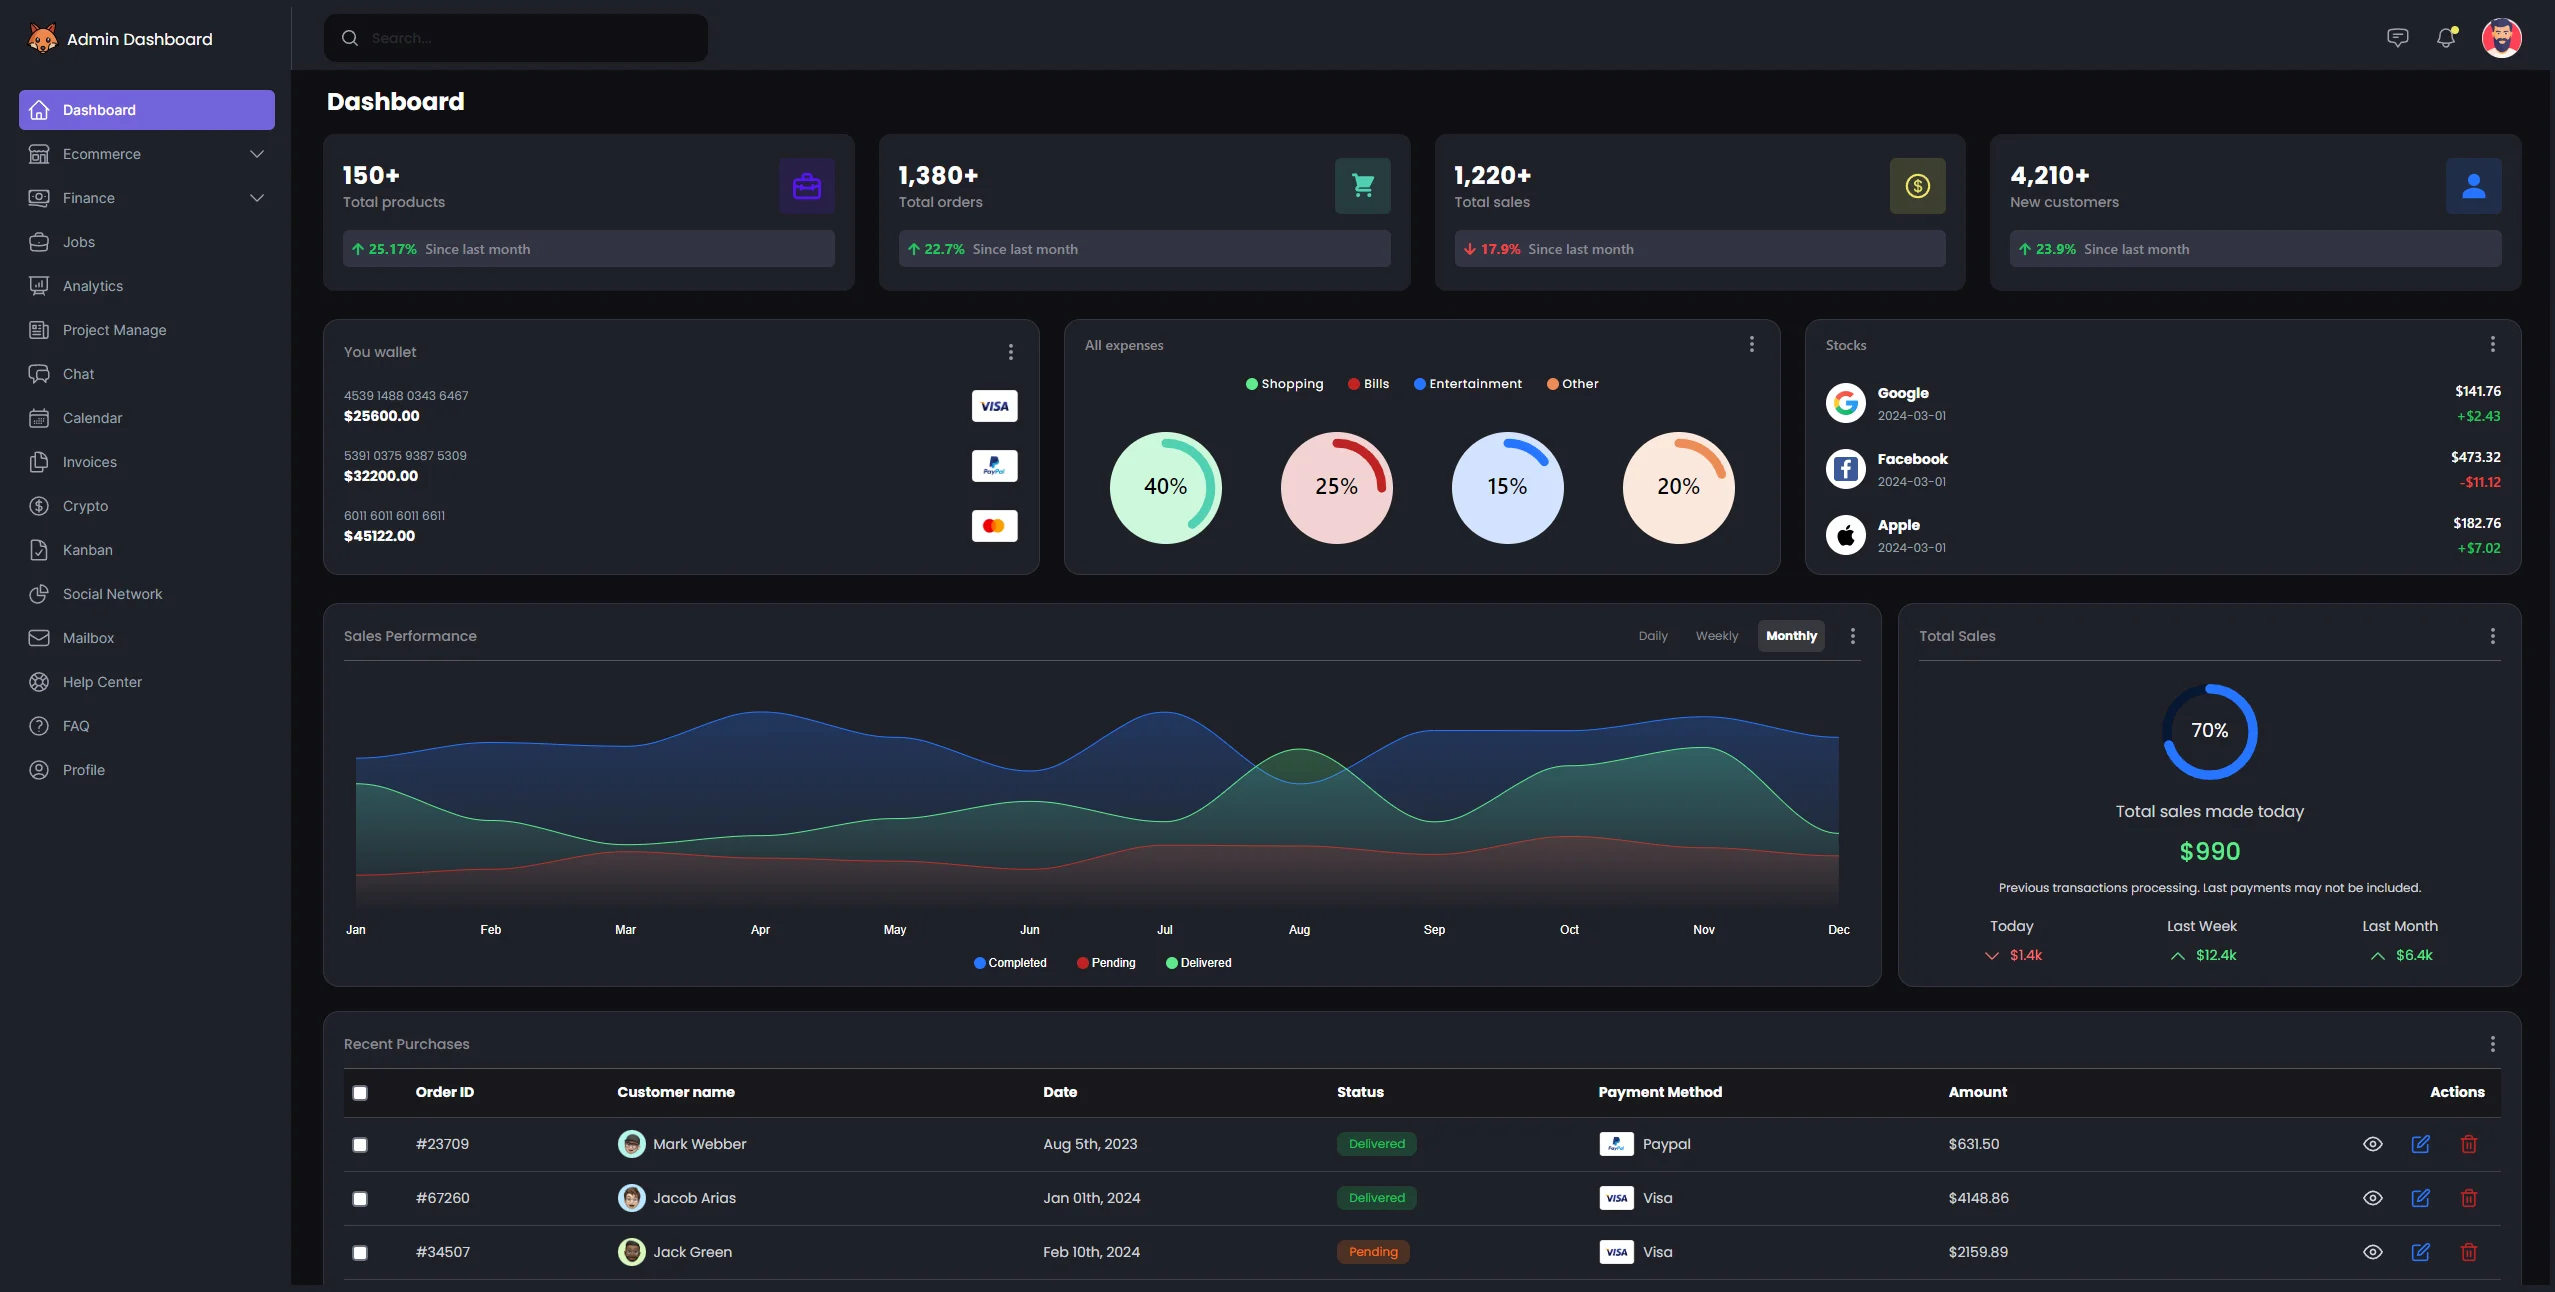 Admin Dashboard
Search...
Dashboard
Ecommerce
Finance
Jobs
Analytics
Project Manage
Chat
Calendar
Invoices
Crypto
Kanban
Social Network
Mailbox
Help Center
FAQ
Profile
Dashboard
150+
Total products
25.17% Since last month
1,380+
Total orders
22.7% Since last month
1,220+
Total sales
17.9% Since last month
4,210+
New customers
23.9% Since last month
You wallet
4539 1488 0343 6467
$25600.00
VISA
5391 0375 9387 5309
$32200.00
PayPal
6011 6011 6011 6611
$45122.00
All expenses
Shopping Bills Entertainment Other
40% 25% 15% 20%
Stocks
Google $141.76
2024-03-01 +$2.43
Facebook $473.32
2024-03-01 -$11.12
Apple $182.76
2024-03-01 +$7.02
Sales Performance Daily Weekly Monthly
Jan Feb Mar Apr May Jun Jul Aug Sep Oct Nov Dec
Completed Pending Delivered
Total Sales
70%
Total sales made today
$990
Previous transactions processing. Last payments may not be included.
Today Last Week Last Month
$1.4k $12.4k $6.4k
Recent Purchases
Order ID Customer name Date Status Payment Method Amount Actions
#23709 Mark Webber Aug 5th, 2023 Delivered PayPal Paypal $631.50
#67260 Jacob Arias Jan 01th, 2024 Delivered VISA Visa $4148.86
#34507 Jack Green Feb 10th, 2024 Pending VISA Visa $2159.89